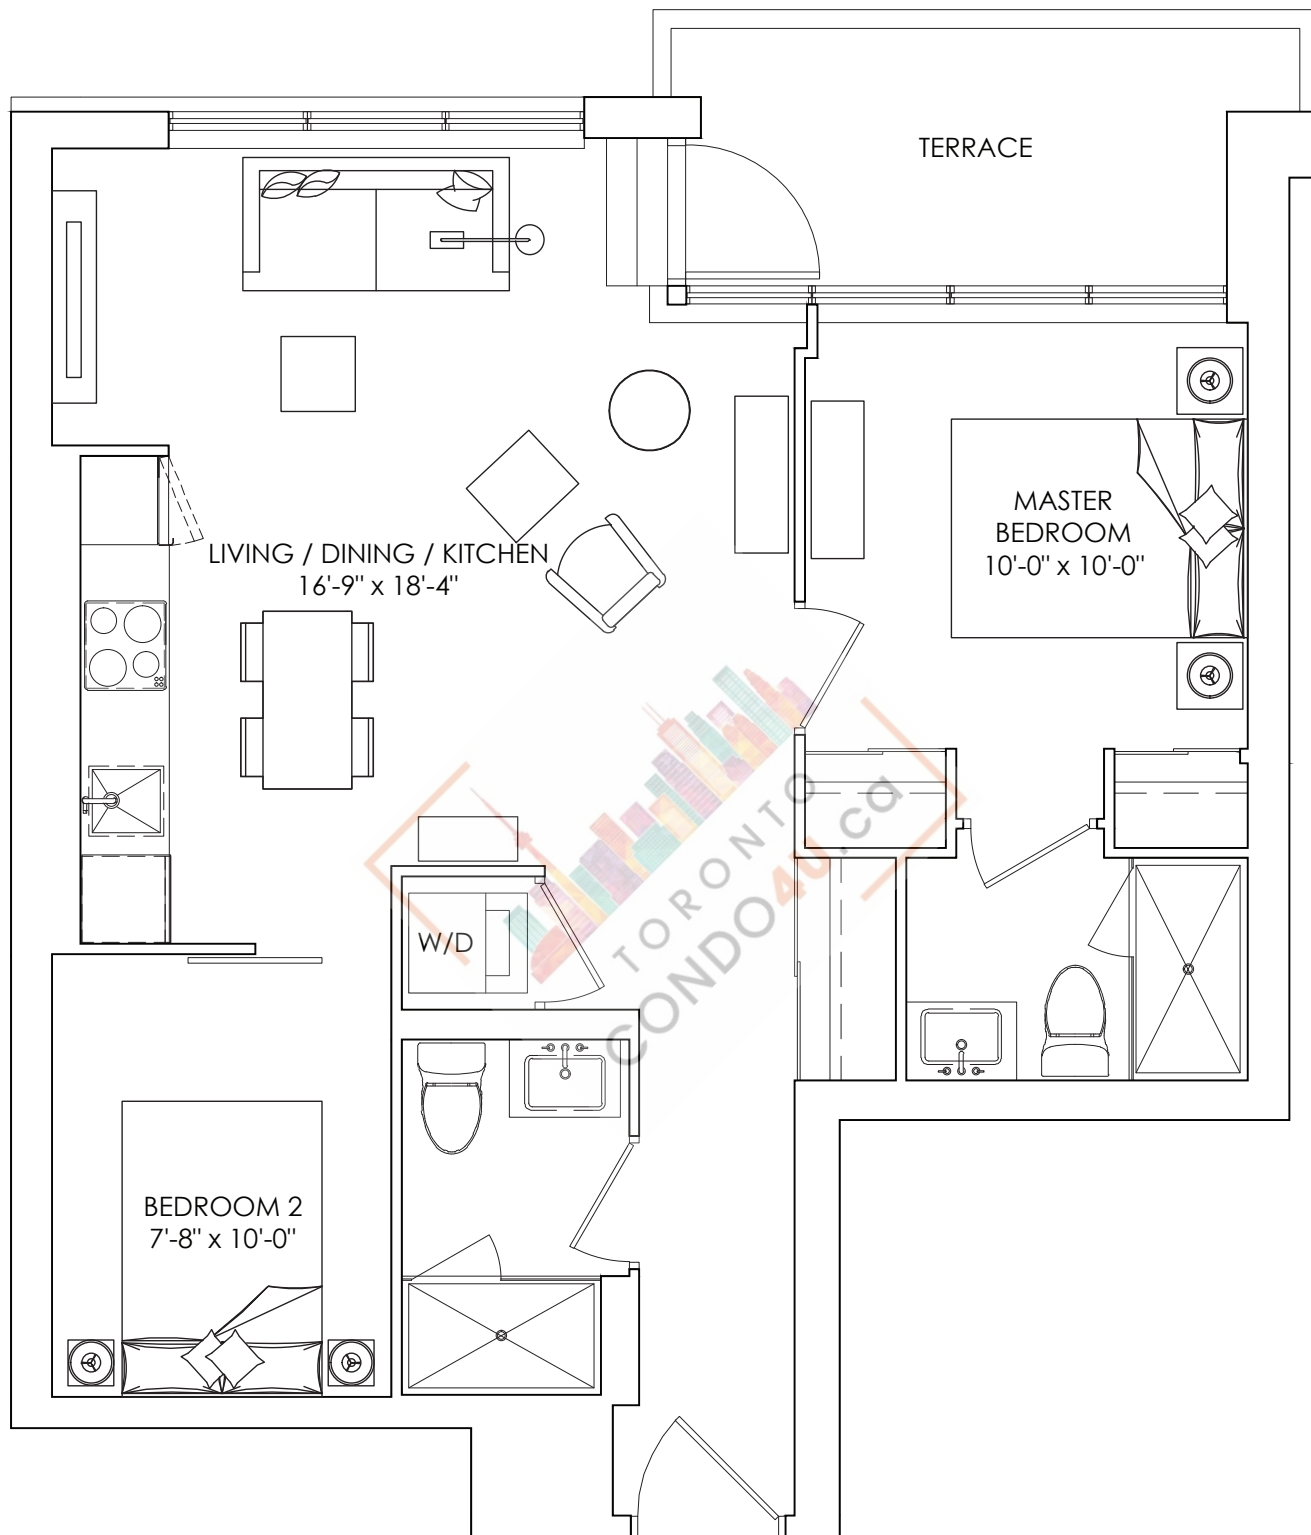 TERRACE
MASTER
BEDROOM
10'-0" x 10'-0"
LIVING / DINING / KITCHEN
16'-9" x 18'-4"
W/D
TORONTO
CONDO4U.ca
BEDROOM 2
7'-8" x 10'-0"